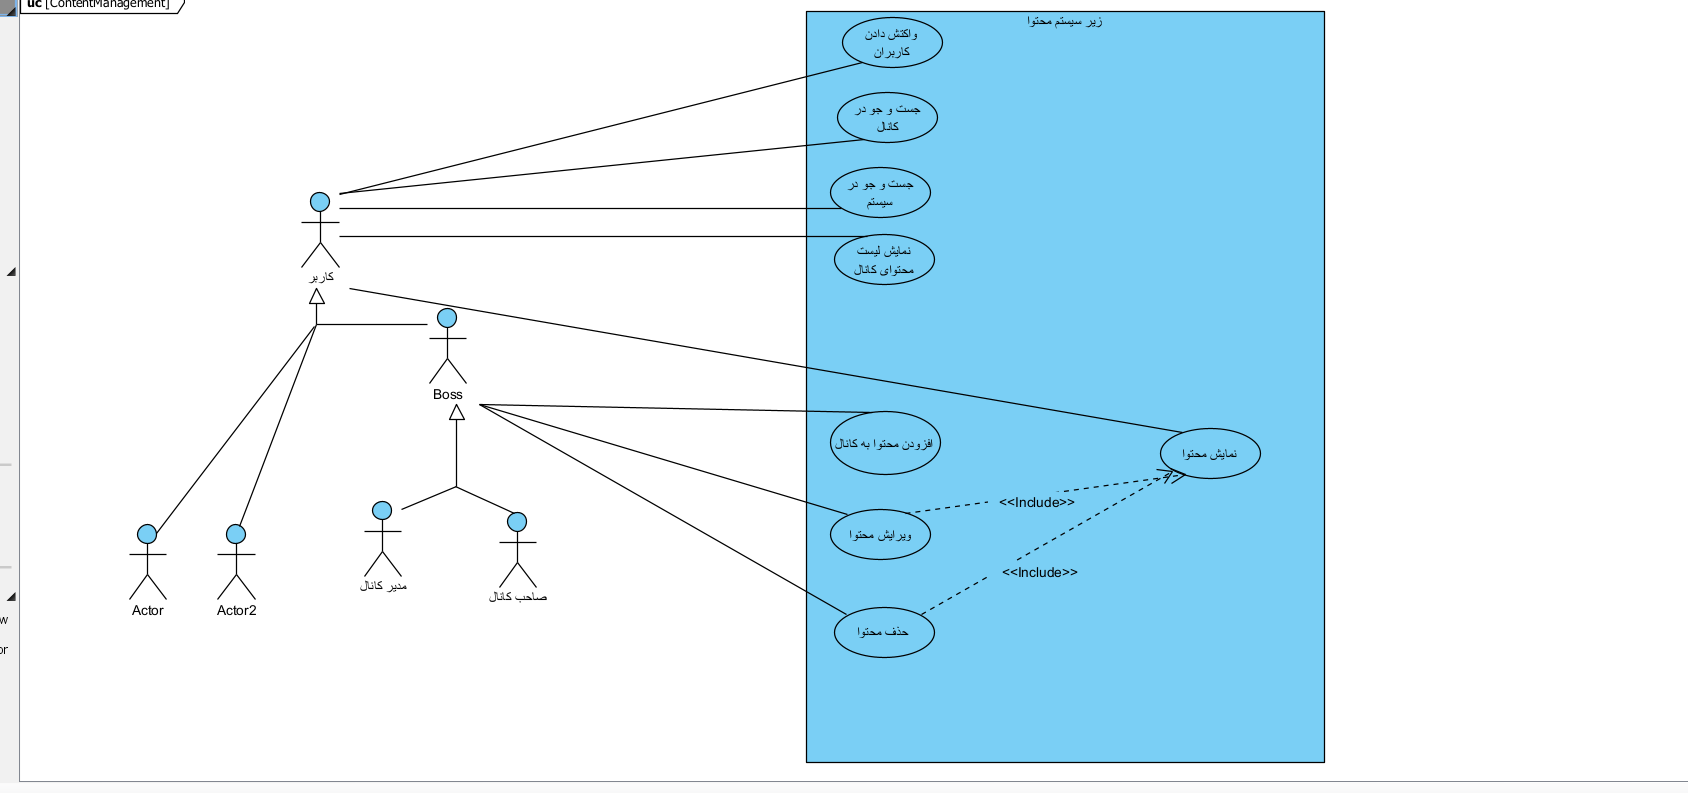 uc [ContentManagement]
زیر سیستم محتوا
واکنش دادن
کاربران
جست و جو در
کانال
جست و جو در
سیستم
نمایش لیست
محتوای کانال
کاربر
Boss
افزودن محتوا به کانال
نمایش محتوا
<<Include>>
ویرایش محتوا
<<Include>>
مدیر کانال
صاحب کانال
Actor
Actor2
حذف محتوا
w
or